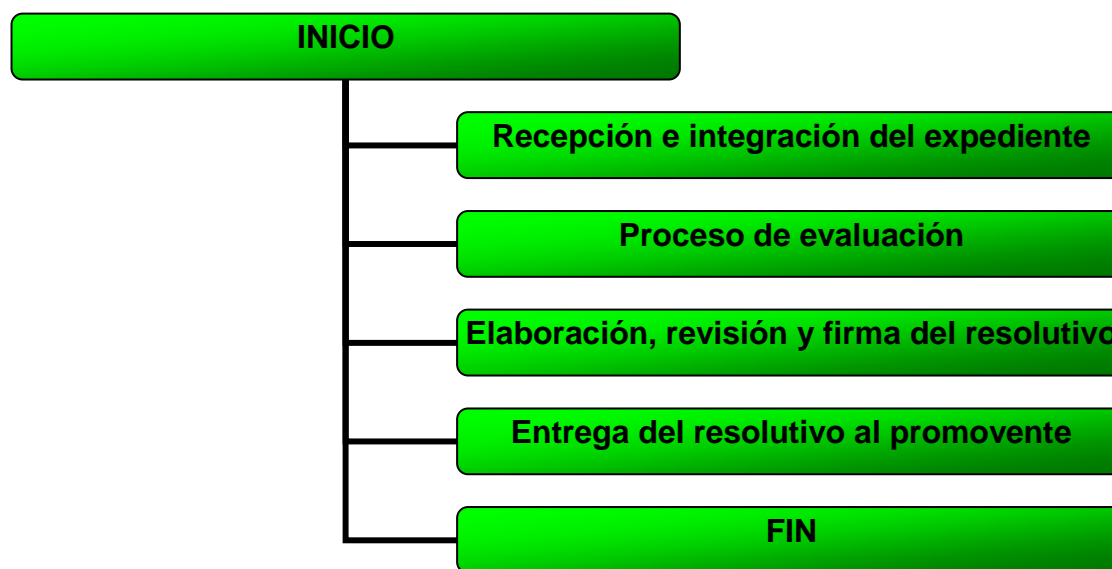 INICIO
Recepción e integración del expediente
Proceso de evaluación
Elaboración, revisión y firma del resolutivo
Entrega del resolutivo al promovente
FIN